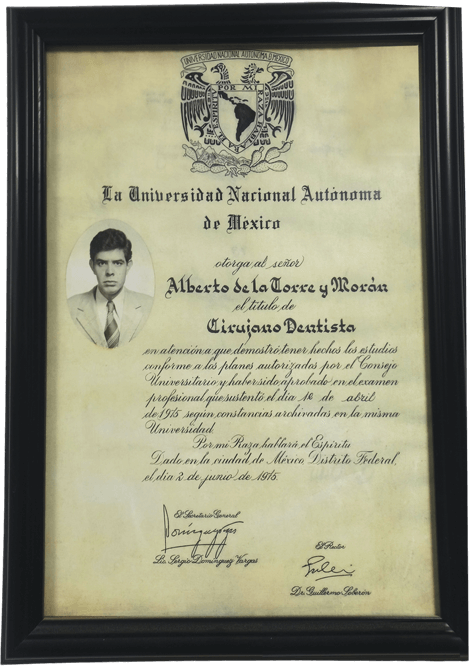 UNIVERSIDAD NACIONAL AUTÓNOMA DE MÉXICO
POR MI RAZA HABLARÁ EL ESPÍRITU
La Universidad Nacional Autónoma
de México
otorga al señor
Alberto de la Torre y Morán
el título de
Cirujano Dentista
en atención a que demostró tener hechos los estudios
conforme a los planes autorizados por el Consejo
Universitario y haber sido aprobado en el examen
profesional que sustentó el día de abril
de 1975 según constancias archivadas en la misma
Universidad.
Por mi Raza hablará el Espíritu
Dado en la ciudad de México, Distrito Federal,
el día 2 de junio de 1975.
El Secretario General
Lic. Sergio Domínguez Vargas
El Rector
Dr. Guillermo Soberón